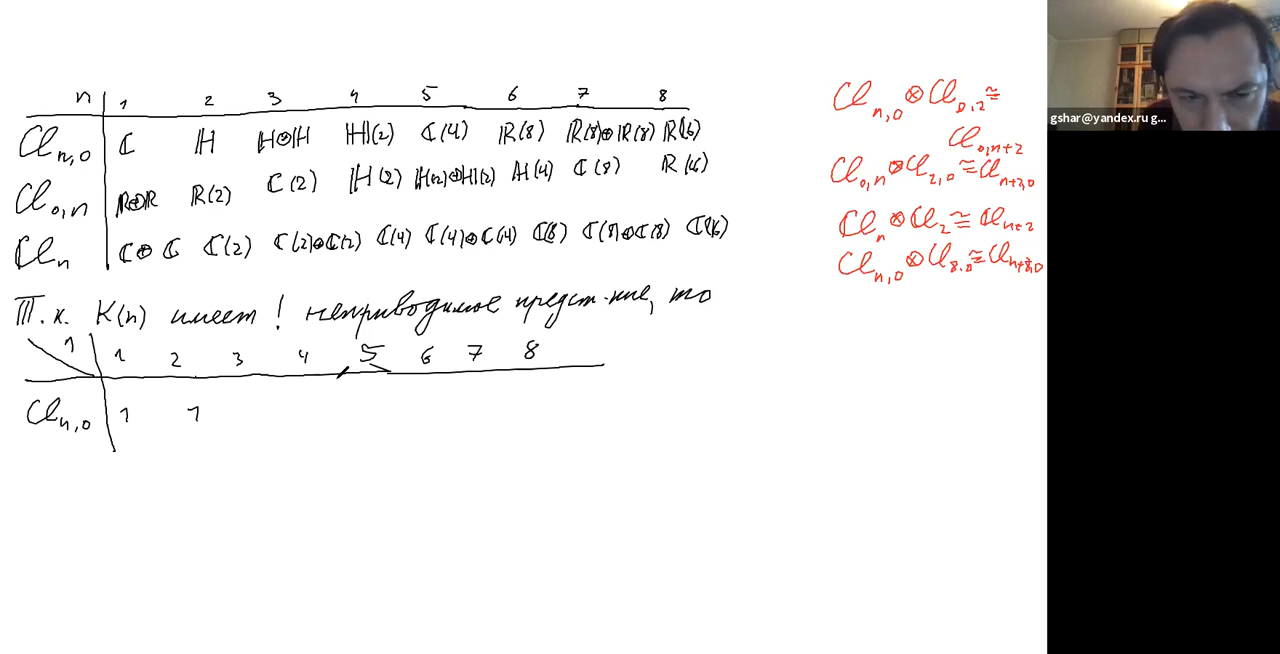 n 1 2 3 4 5 6 7 8
Cl_{n,0} ℂ ℍ ℍ⊕ℍ ℍ(2) ℂ(4) ℝ(8) ℝ(8)⊕ℝ(8) ℝ(16)
Cl_{0,n} ℝ⊕ℝ ℝ(2) ℂ(2) ℍ(2) ℍ(2)⊕ℍ(2) ℍ(4) ℂ(8) ℝ(16)
ℂl_n ℂ⊕ℂ ℂ(2) ℂ(2)⊕ℂ(2) ℂ(4) ℂ(4)⊕ℂ(4) ℂ(8) ℂ(8)⊕ℂ(8) ℂ(16)
Т.к. K(n) имеет ! неприводимое предст-ние, то
n 1 2 3 4 5 6 7 8
Cl_{n,0} 1 1
Cl_{n,0} ⊗ Cl_{0,2} ≅
Cl_{0,n+2}
Cl_{0,n} ⊗ Cl_{2,0} ≅ Cl_{n+2,0}
ℂl_n ⊗ ℂl_2 ≅ ℂl_{n+2}
Cl_{n,0} ⊗ Cl_{8,0} ≅ Cl_{n+8,0}
gshar@yandex.ru g...